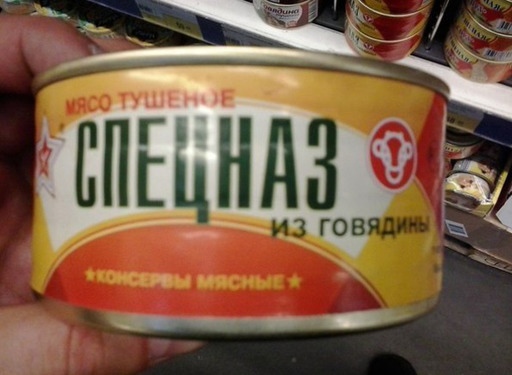 МЯСО ТУШЕНОЕ
СПЕЦНАЗ
ИЗ ГОВЯДИНЫ
★КОНСЕРВЫ МЯСНЫЕ★